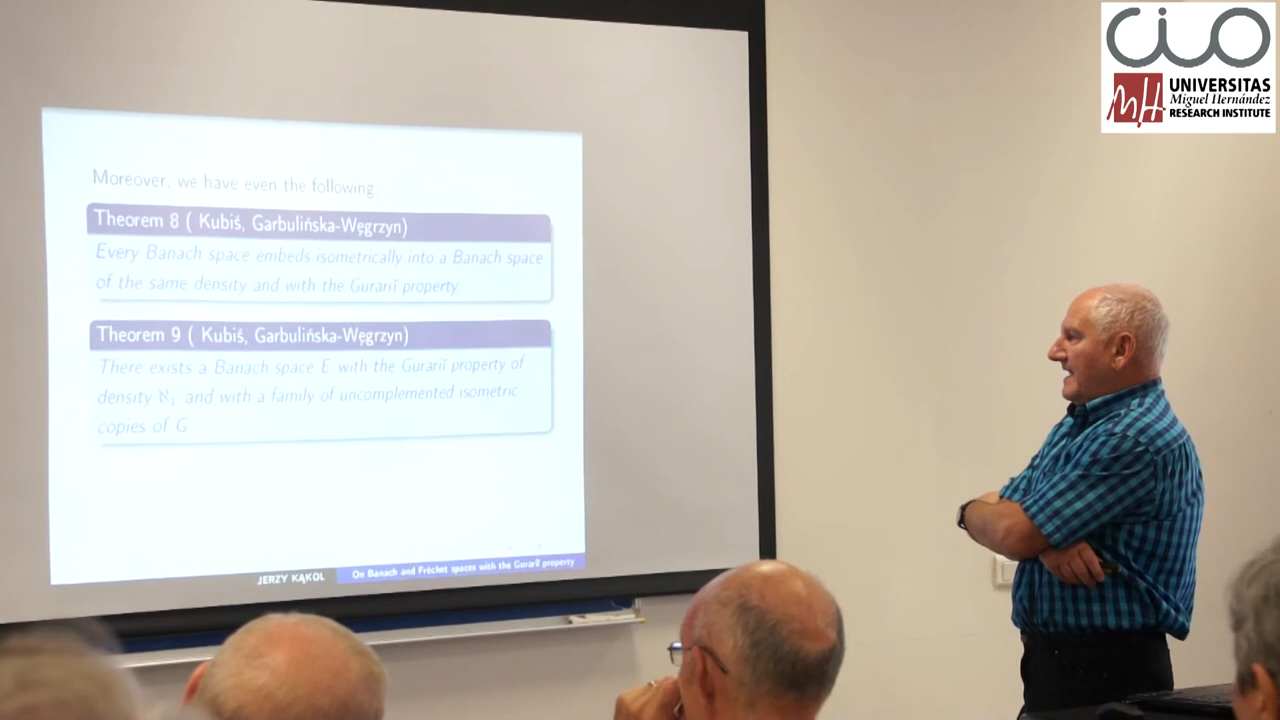 Moreover, we have even the following.
Theorem 8 ( Kubiś, Garbulińska-Węgrzyn)
Every Banach space embeds isometrically into a Banach space
of the same density and with the Gurariĭ property
Theorem 9 ( Kubiś, Garbulińska-Węgrzyn)
There exists a Banach space E with the Gurariĭ property of
density ℵ₁ and with a family of uncomplemented isometric
copies of G
JERZY KĄKOL
On Banach and Fréchet spaces with the Gurariĭ property
cio
MH
UNIVERSITAS
Miguel Hernández
RESEARCH INSTITUTE